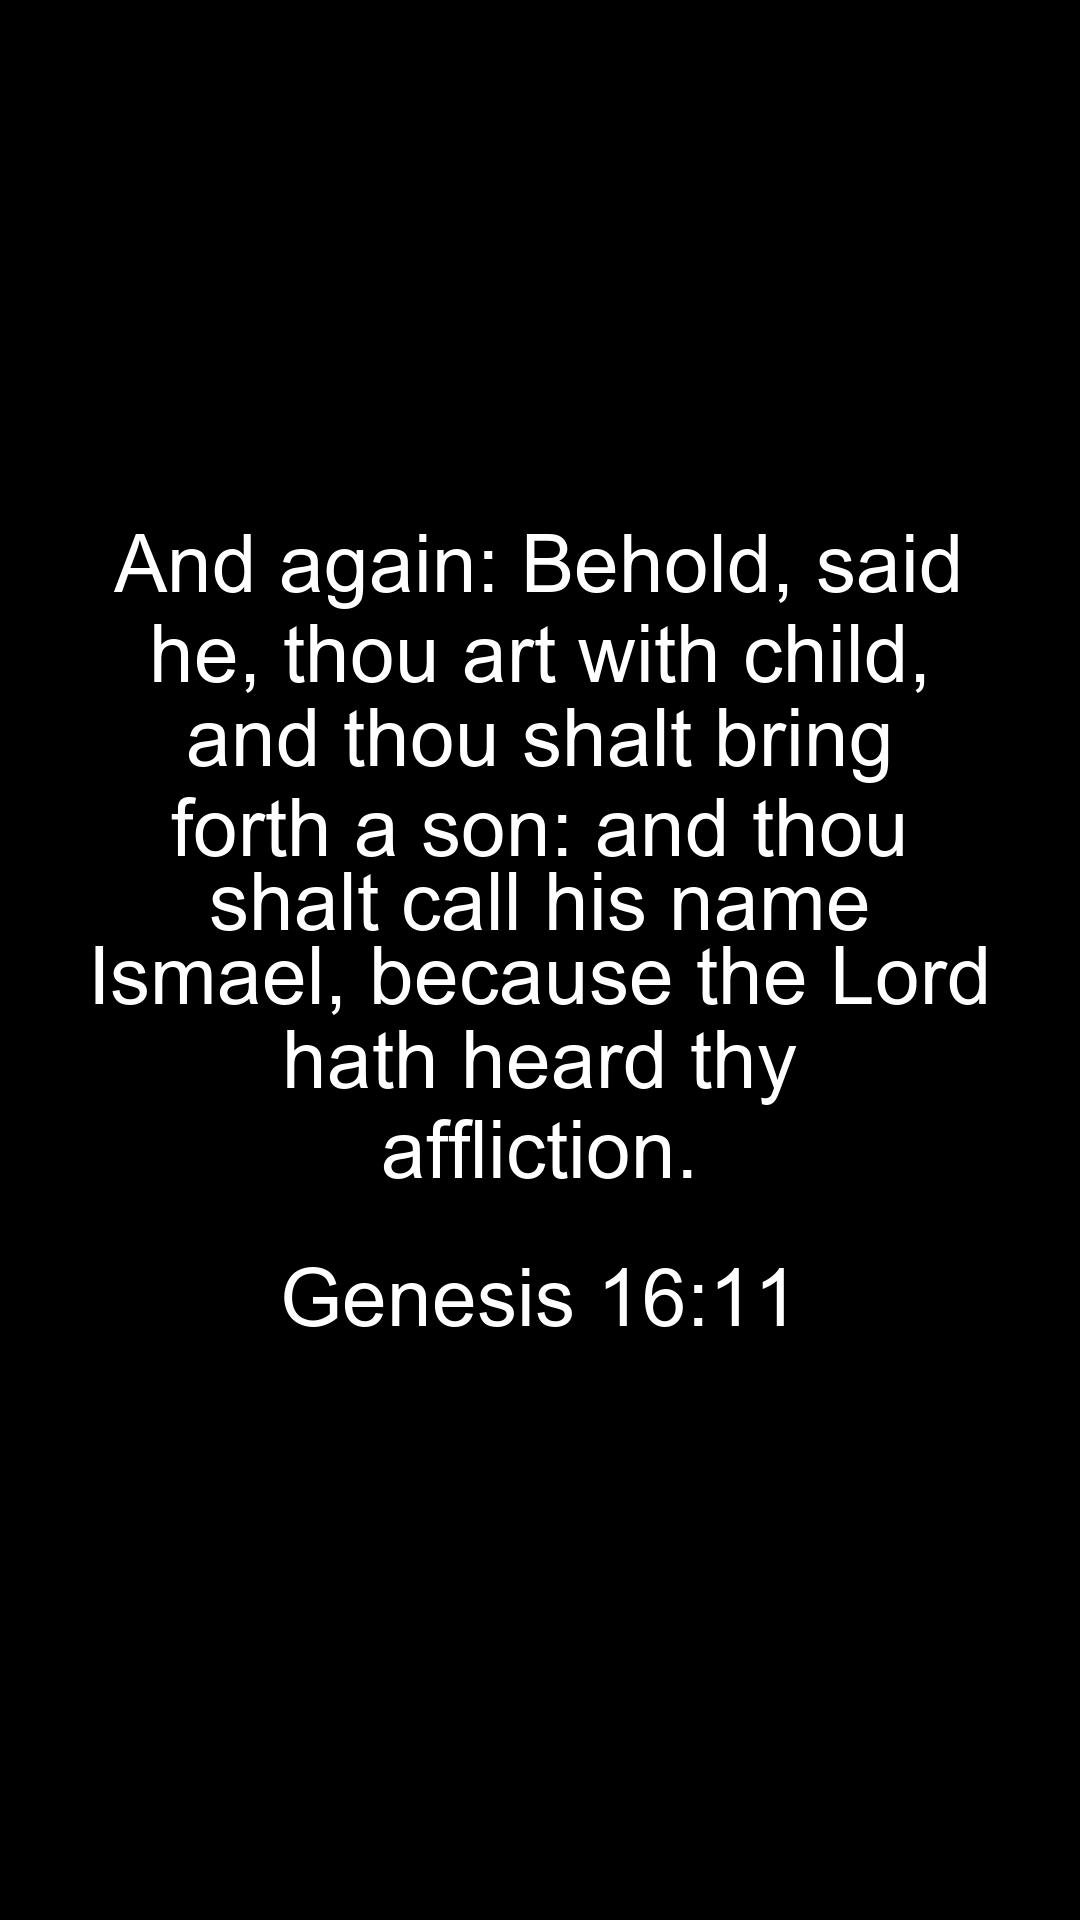 And again: Behold, said
he, thou art with child,
and thou shalt bring
forth a son: and thou
shalt call his name
Ismael, because the Lord
hath heard thy
affliction.
Genesis 16:11